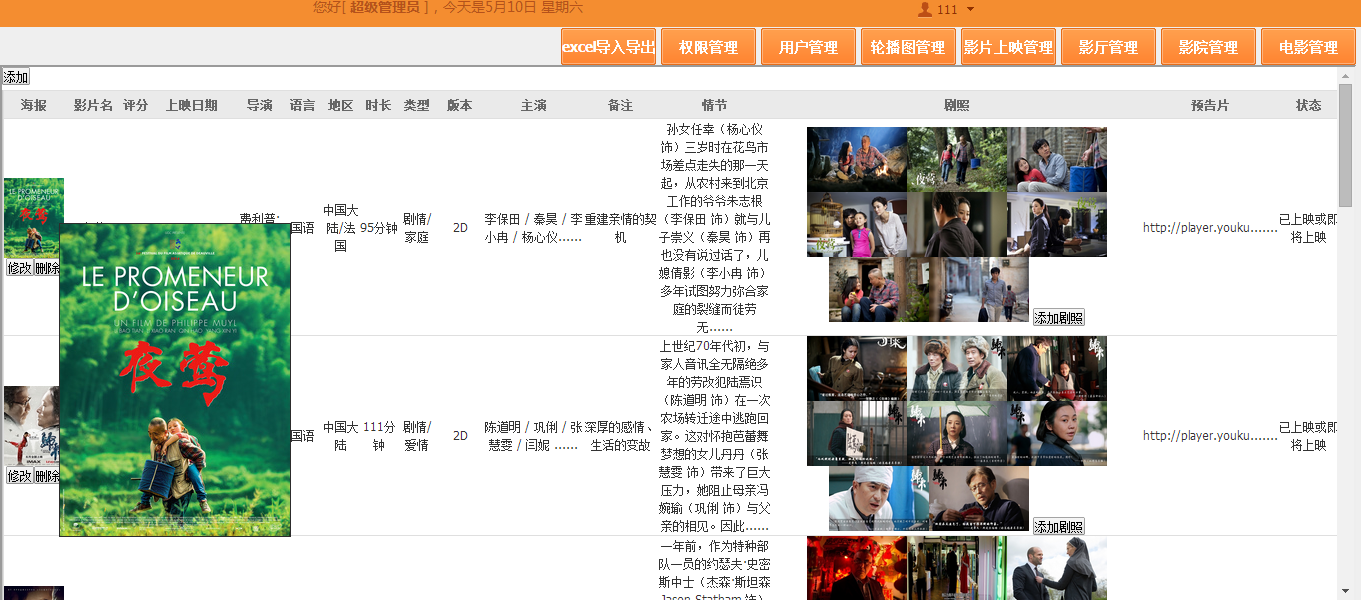 您好[ 超级管理员 ]，今天是5月10日 星期六
111
excel导入导出 权限管理 用户管理 轮播图管理 影片上映管理 影厅管理 影院管理 电影管理
添加
海报 影片名 评分 上映日期 导演 语言 地区 时长 类型 版本 主演 备注 情节 剧照 预告片 状态
LE PROMENEUR
D'OISEAU
夜莺
修改 删除
费利普·
国语
中国大
陆/法
国
95分钟
剧情/
家庭
2D
李保田 / 秦昊 / 李
小冉 / 杨心仪......
重建亲情的契
机
孙女任幸（杨心仪
饰）三岁时在花鸟市
场差点走失的那一天
起，从农村来到北京
工作的爷爷朱志根
（李保田 饰）就与儿
子崇义（秦昊 饰）再
也没有说过话了，儿
媳倩影（李小冉 饰）
多年试图努力弥合家
庭的裂缝而徒劳
无......
夜莺
添加剧照
http://player.youku.......
已上映或即
将上映
LE PROMENEUR
D'OISEAU
UN FILM DE PHILIPPE MUYL
夜莺
IMAX
修改 删除
国语
中国大
陆
111分
钟
剧情/
爱情
2D
陈道明 / 巩俐 / 张
慧雯 / 闫妮 ......
深厚的感情、
生活的变故
上世纪70年代初，与
家人音讯全无隔绝多
年的劳改犯陆焉识
（陈道明 饰）在一次
农场转迁途中逃跑回
家。这对怀抱芭蕾舞
梦想的女儿丹丹（张
慧雯 饰）带来了巨大
压力，她阻止母亲冯
婉瑜（巩俐 饰）与父
亲的相见。因此......
添加剧照
http://player.youku.......
已上映或即
将上映
一年前，作为特种部
队一员的约瑟夫·史密
斯中士（杰森·斯坦森
Jason Statham 饰）